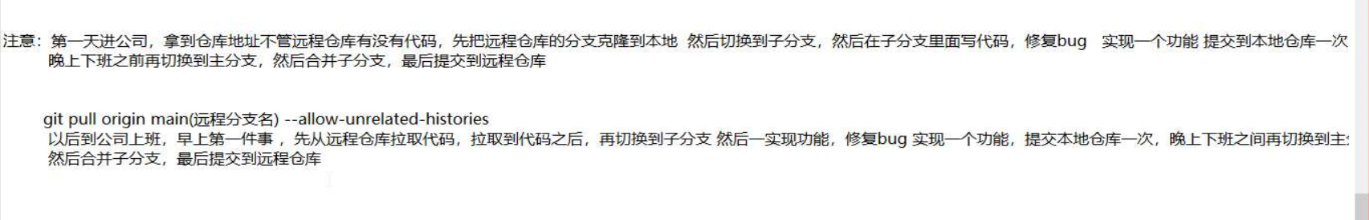 注意：第一天进公司，拿到仓库地址不管远程仓库有没有代码，先把远程仓库的分支克隆到本地 然后切换到子分支，然后在子分支里面写代码，修复bug 实现一个功能 提交到本地仓库一次
晚上下班之前再切换到主分支，然后合并子分支，最后提交到远程仓库
git pull origin main(远程分支名) --allow-unrelated-histories
以后到公司上班，早上第一件事 ，先从远程仓库拉取代码，拉取到代码之后，再切换到子分支 然后一实现功能，修复bug 实现一个功能，提交本地仓库一次，晚上下班之间再切换到主
然后合并子分支，最后提交到远程仓库